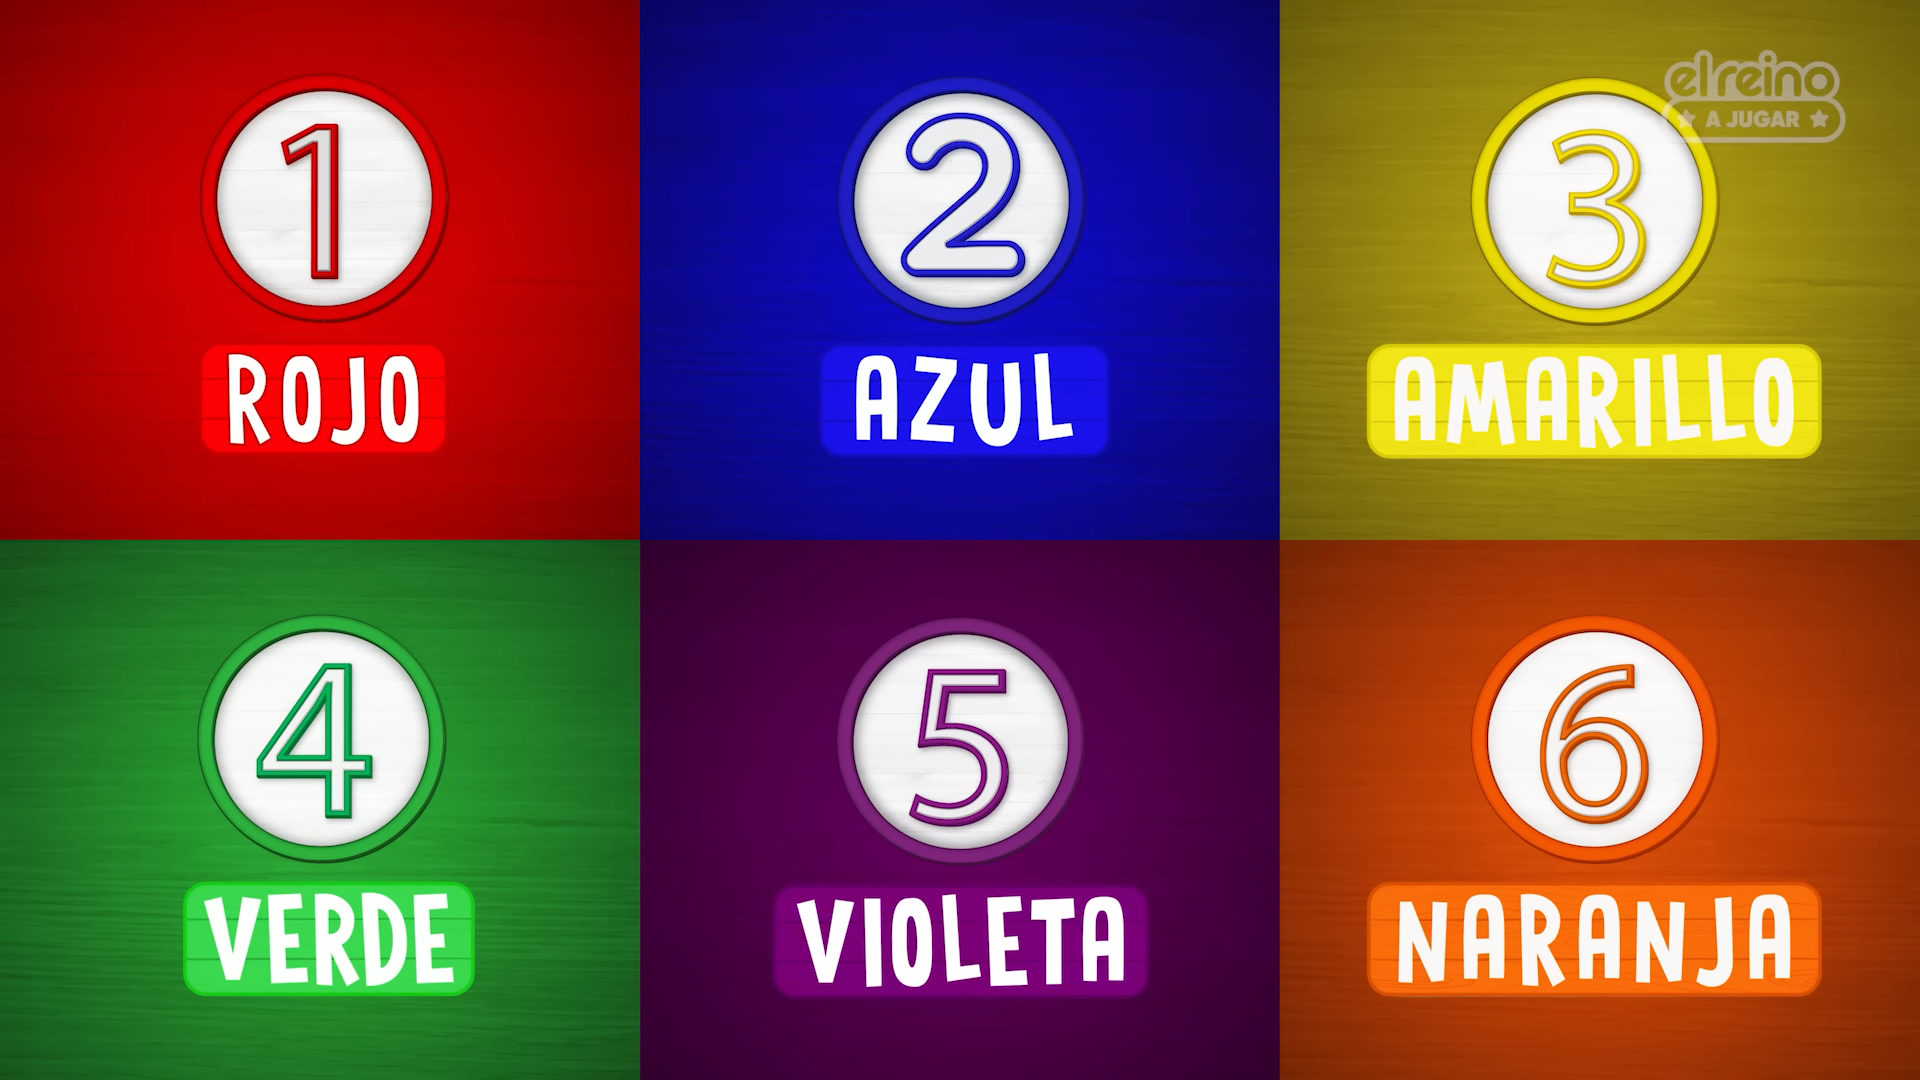 1
ROJO
2
AZUL
3
AMARILLO
el reino
A JUGAR
4
VERDE
5
VIOLETA
6
NARANJA